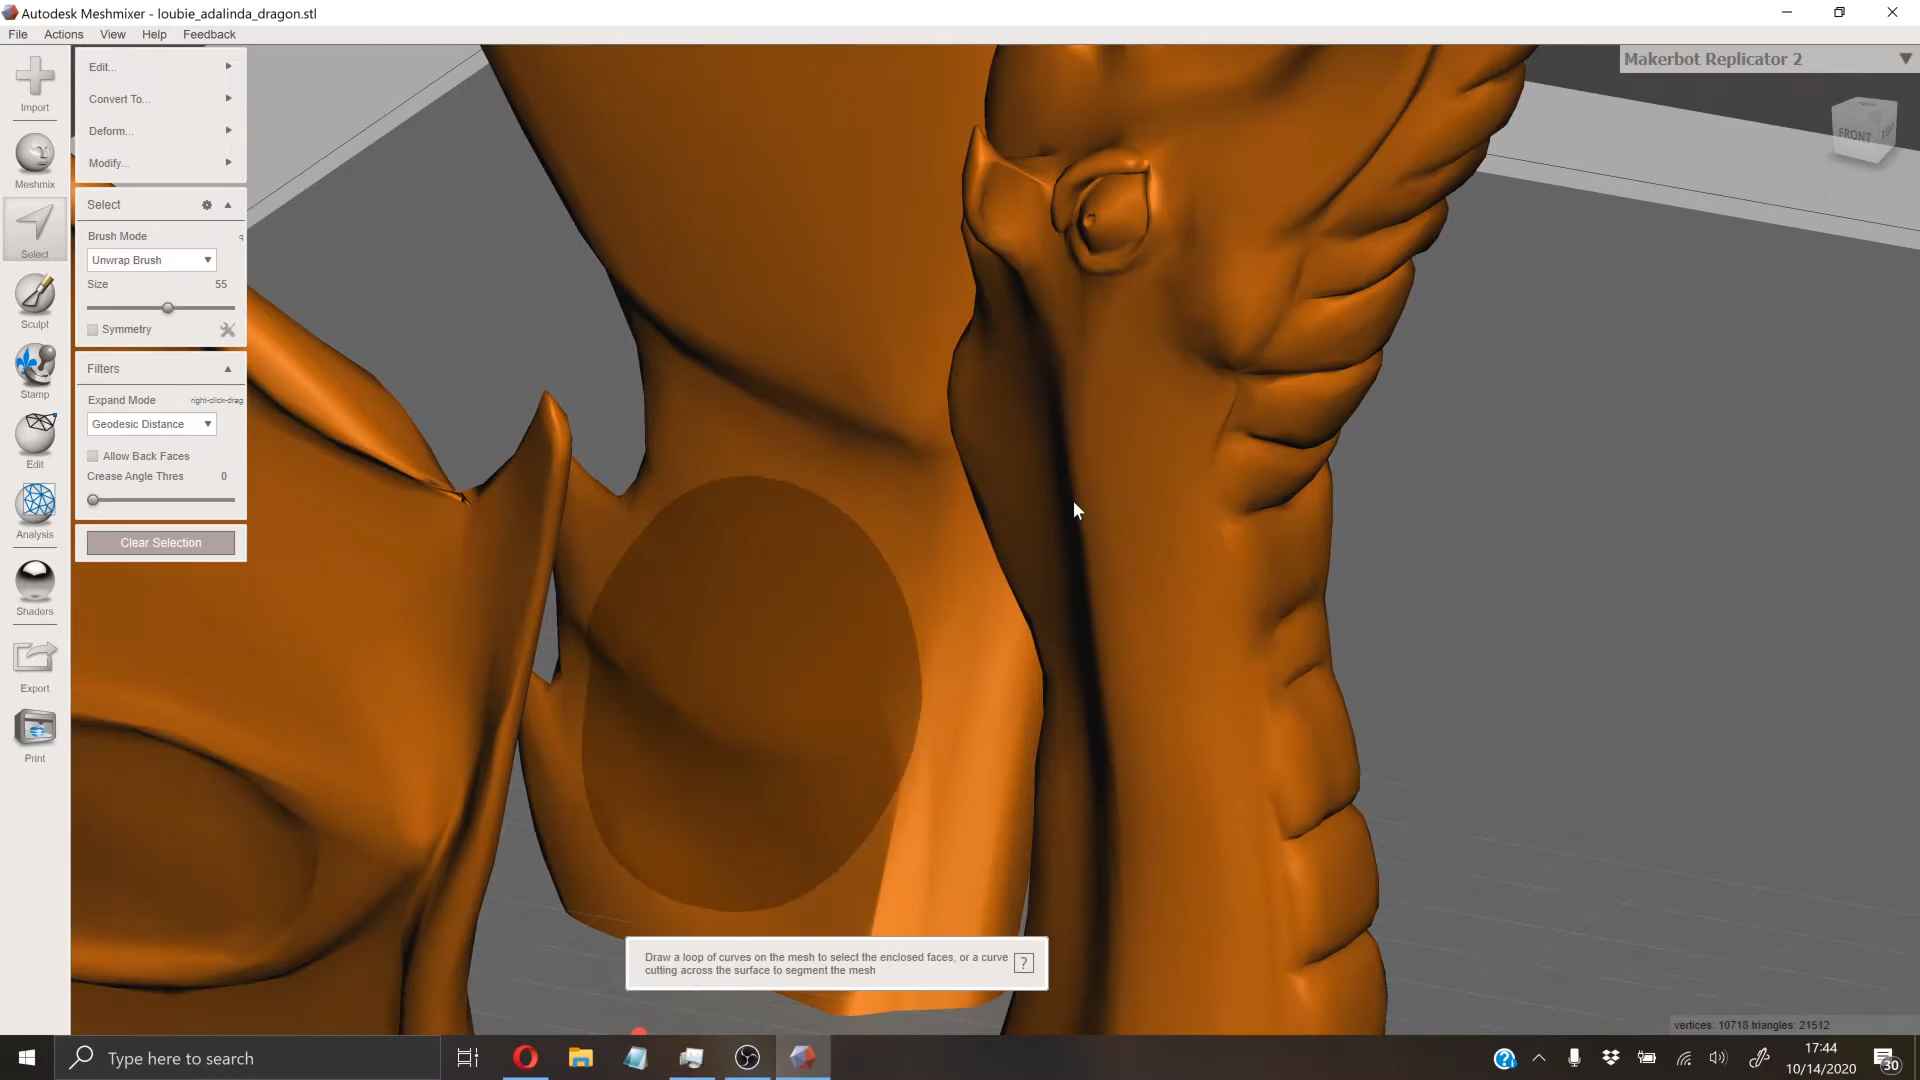 Autodesk Meshmixer - loubie_adalinda_dragon.stl
File Actions View Help Feedback
Makerbot Replicator 2
FRONT
Import
Meshmix
Select
Sculpt
Stamp
Edit
Analysis
Shaders
Export
Print
Edit...
Convert To...
Deform...
Modify...
Select
Brush Mode q
Unwrap Brush
Size 55
Symmetry
Filters
Expand Mode right-click-drag
Geodesic Distance
Allow Back Faces
Crease Angle Thres 0
Clear Selection
Draw a loop of curves on the mesh to select the enclosed faces, or a curve
cutting across the surface to segment the mesh
?
vertices: 10718 triangles: 21512
Type here to search
17:44
10/14/2020
30